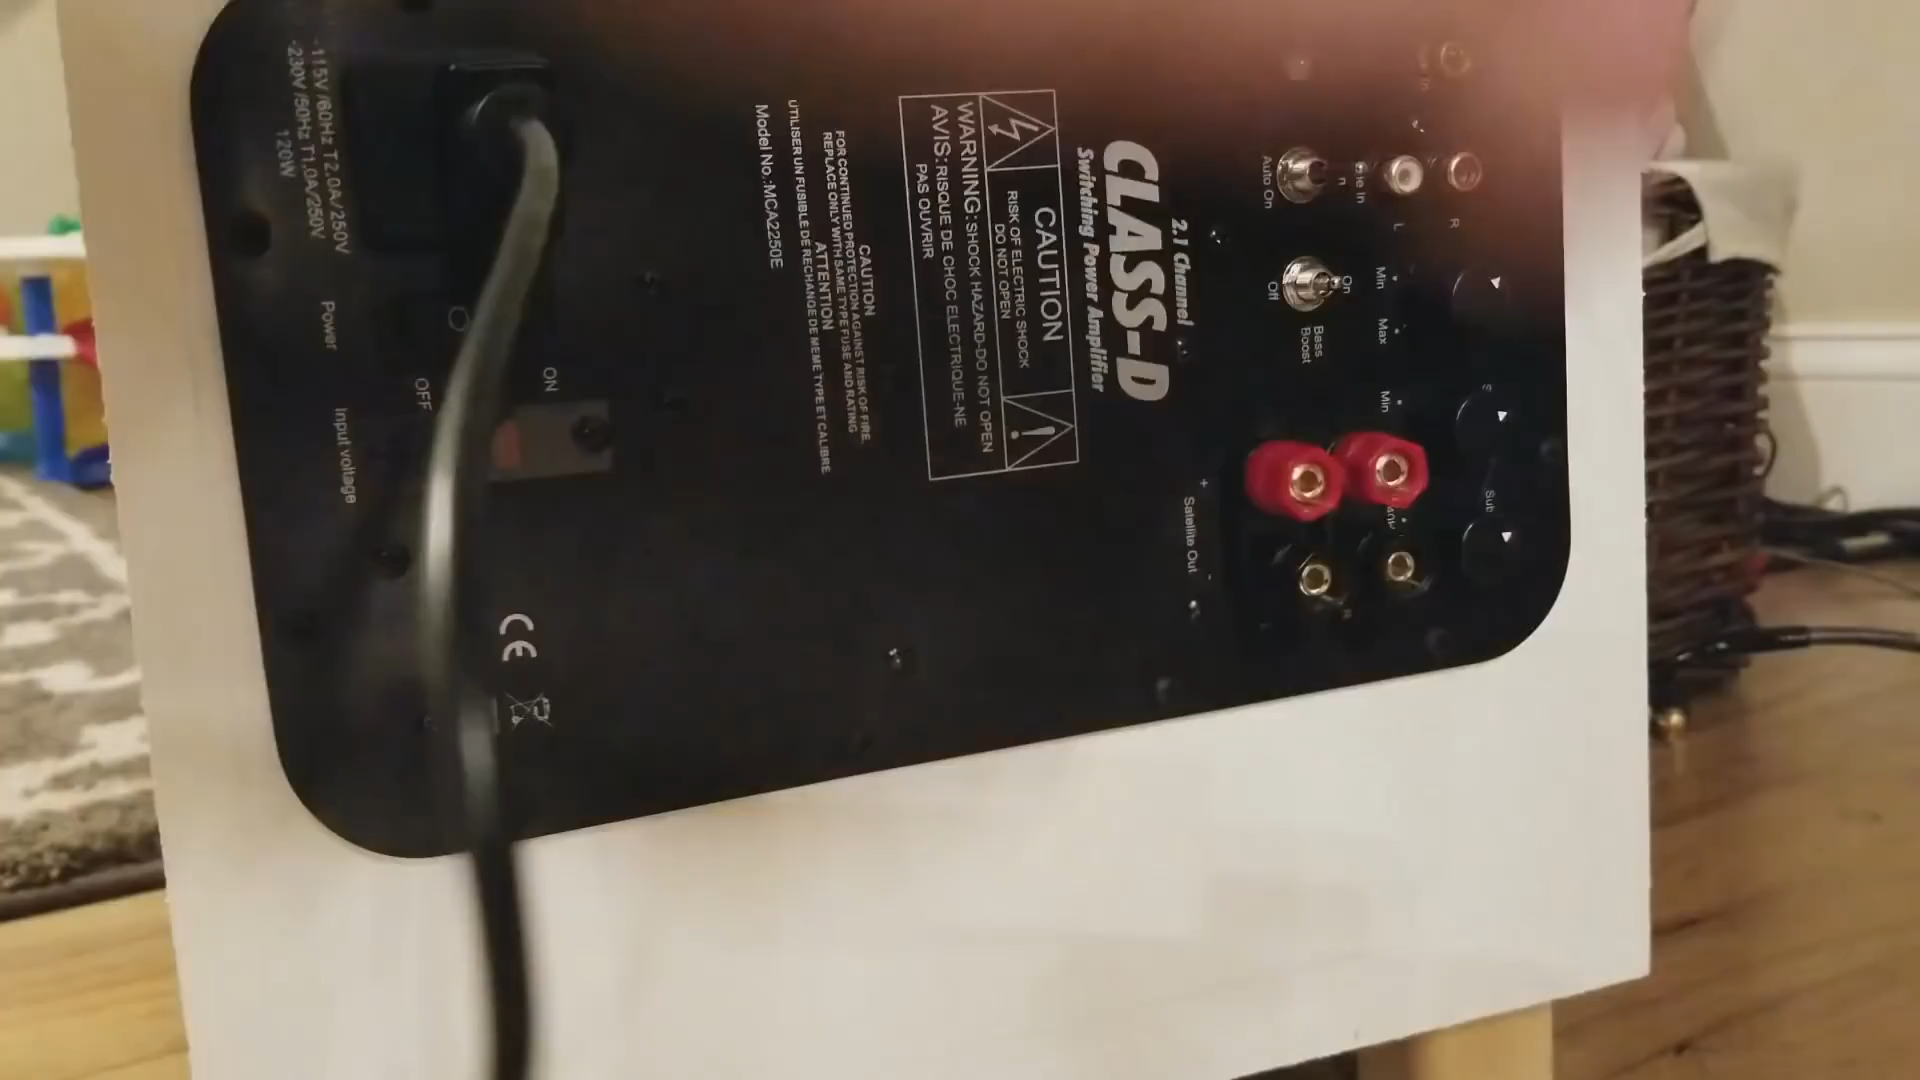 2.1 Channel
CLASS-D
Switching Power Amplifier
CAUTION
RISK OF ELECTRIC SHOCK
DO NOT OPEN
WARNING:SHOCK HAZARD-DO NOT OPEN
AVIS:RISQUE DE CHOC ELECTRIQUE-NE
PAS OUVRIR
CAUTION
FOR CONTINUED PROTECTION AGAINST RISK OF FIRE
REPLACE ONLY WITH SAME TYPE FUSE AND RATING
ATTENTION
UTILISER UN FUSIBLE DE RECHANGE DE MEME TYPE ET CALIBRE
Model No.:MCA2250E
R
L
Line In
Auto On
Min
Max
On
Off
Bass
Boost
Min
Sub
+ Satellite Out -
R
ON
OFF
Power
Input voltage
~115V /60Hz T2.0A/250V
~230V /50Hz T1.0A/250V
120W
CE